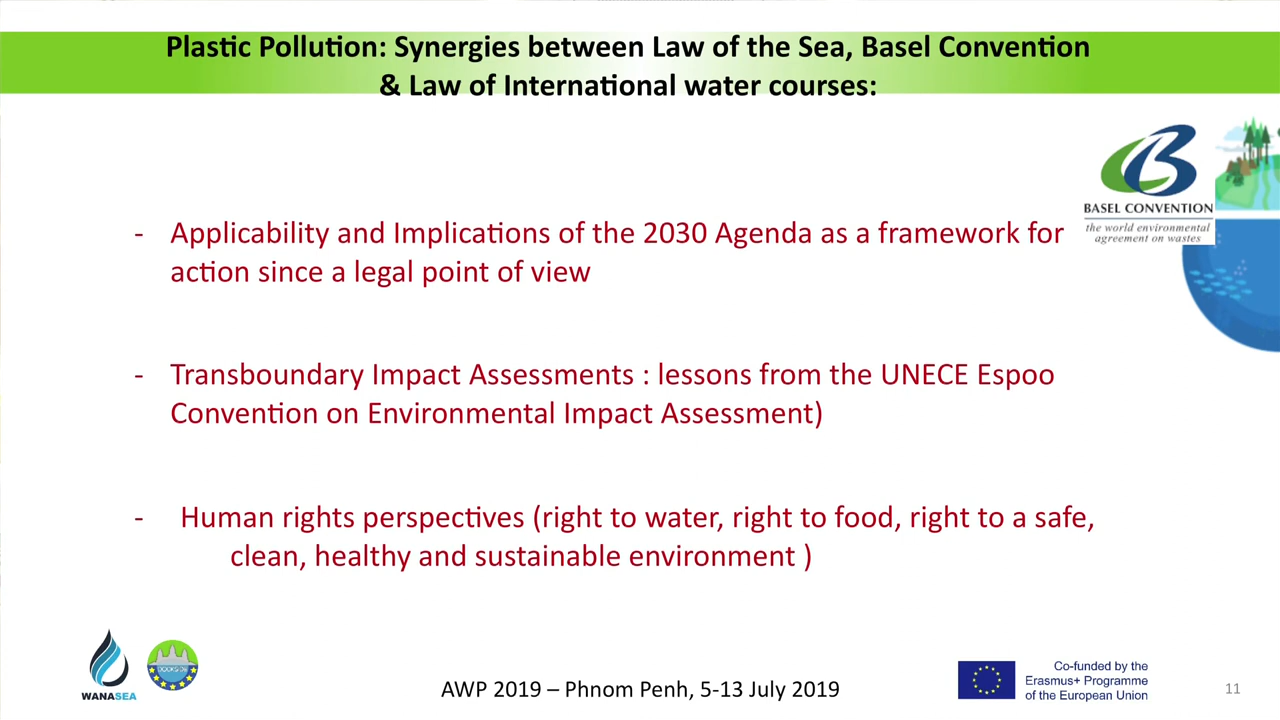 Plastic Pollution: Synergies between Law of the Sea, Basel Convention
& Law of International water courses:
BASEL CONVENTION
the world environmental
agreement on wastes
- Applicability and Implications of the 2030 Agenda as a framework for
action since a legal point of view
- Transboundary Impact Assessments : lessons from the UNECE Espoo
Convention on Environmental Impact Assessment)
- Human rights perspectives (right to water, right to food, right to a safe,
clean, healthy and sustainable environment )
WANASEA
AWP 2019 – Phnom Penh, 5-13 July 2019
Co-funded by the
Erasmus+ Programme
of the European Union
11